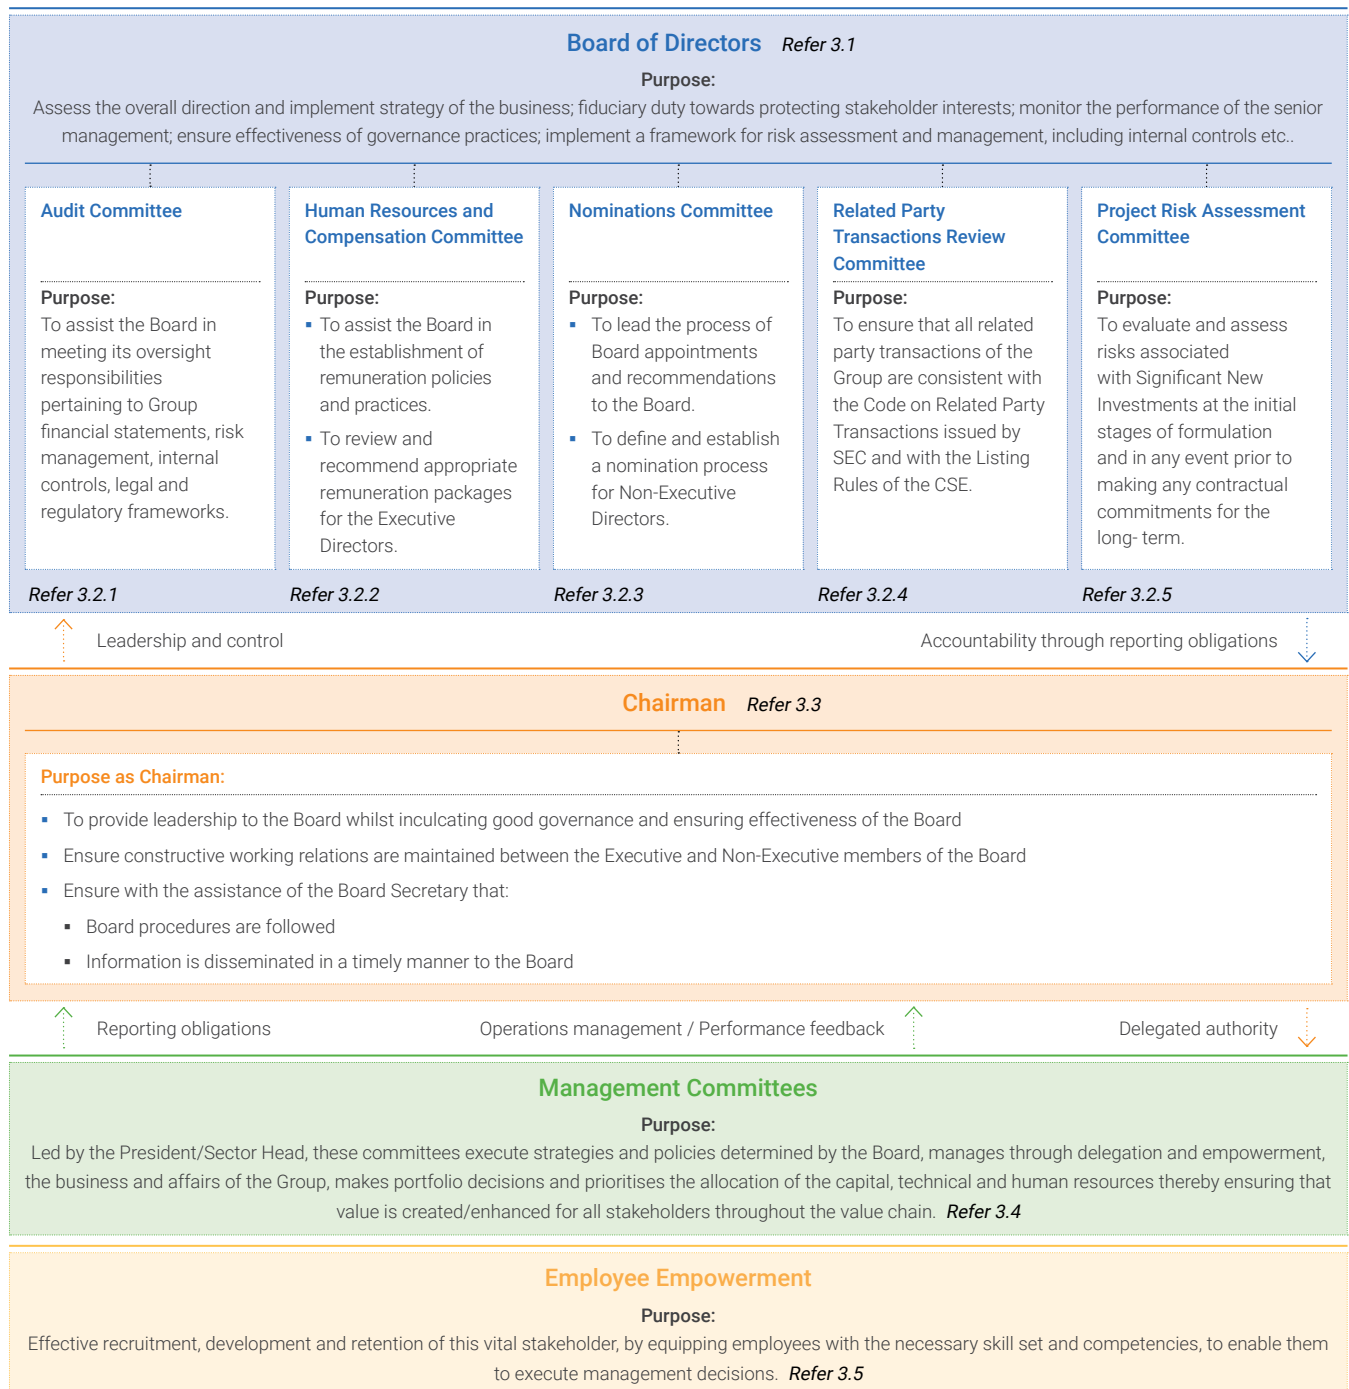 Board of Directors Refer 3.1
Purpose:
Assess the overall direction and implement strategy of the business; fiduciary duty towards protecting stakeholder interests; monitor the performance of the senior
management; ensure effectiveness of governance practices; implement a framework for risk assessment and management, including internal controls etc..
Audit Committee
Purpose:
To assist the Board in
meeting its oversight
responsibilities
pertaining to Group
financial statements, risk
management, internal
controls, legal and
regulatory frameworks.
Refer 3.2.1
Human Resources and
Compensation Committee
Purpose:
▪ To assist the Board in
the establishment of
remuneration policies
and practices.
▪ To review and
recommend appropriate
remuneration packages
for the Executive
Directors.
Refer 3.2.2
Nominations Committee
Purpose:
▪ To lead the process of
Board appointments
and recommendations
to the Board.
▪ To define and establish
a nomination process
for Non-Executive
Directors.
Refer 3.2.3
Related Party
Transactions Review
Committee
Purpose:
To ensure that all related
party transactions of the
Group are consistent with
the Code on Related Party
Transactions issued by
SEC and with the Listing
Rules of the CSE.
Refer 3.2.4
Project Risk Assessment
Committee
Purpose:
To evaluate and assess
risks associated
with Significant New
Investments at the initial
stages of formulation
and in any event prior to
making any contractual
commitments for the
long- term.
Refer 3.2.5
Leadership and control
Accountability through reporting obligations
Chairman Refer 3.3
Purpose as Chairman:
▪ To provide leadership to the Board whilst inculcating good governance and ensuring effectiveness of the Board
▪ Ensure constructive working relations are maintained between the Executive and Non-Executive members of the Board
▪ Ensure with the assistance of the Board Secretary that:
▪ Board procedures are followed
▪ Information is disseminated in a timely manner to the Board
Reporting obligations
Operations management / Performance feedback
Delegated authority
Management Committees
Purpose:
Led by the President/Sector Head, these committees execute strategies and policies determined by the Board, manages through delegation and empowerment,
the business and affairs of the Group, makes portfolio decisions and prioritises the allocation of the capital, technical and human resources thereby ensuring that
value is created/enhanced for all stakeholders throughout the value chain. Refer 3.4
Employee Empowerment
Purpose:
Effective recruitment, development and retention of this vital stakeholder, by equipping employees with the necessary skill set and competencies, to enable them
to execute management decisions. Refer 3.5